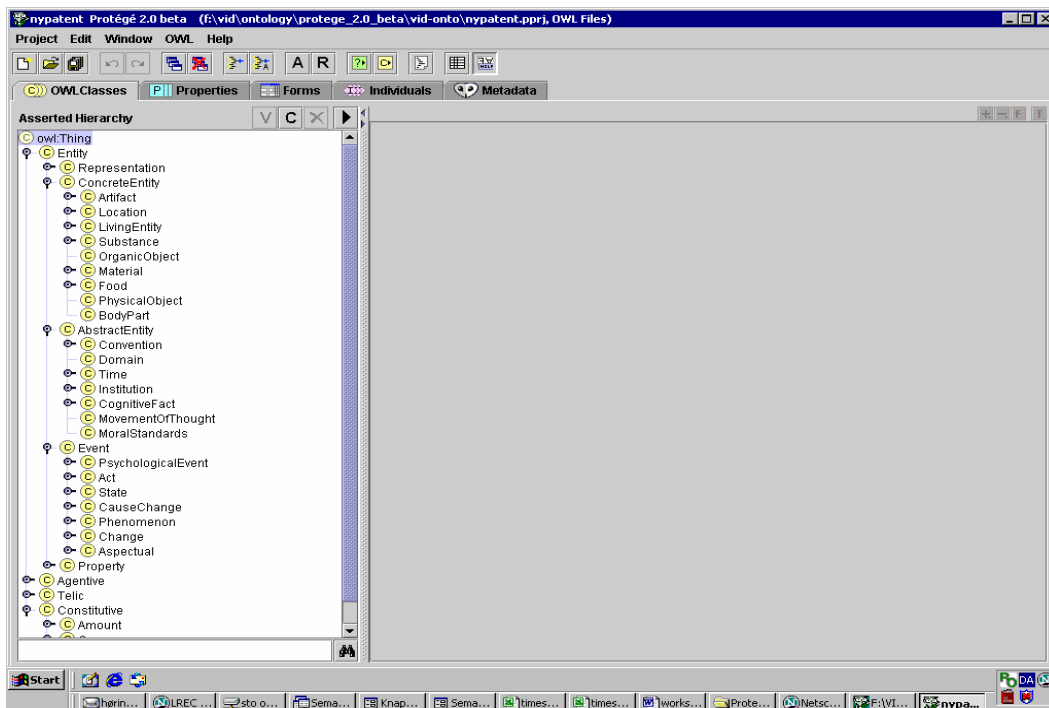 nypatent Protégé 2.0 beta (f:\vid\ontology\protege_2.0_beta\vid-onto\nypatent.pprj, OWL Files)
Project Edit Window OWL Help
A R
OWLClasses Properties Forms Individuals Metadata
Asserted Hierarchy V C
C owl:Thing
C Entity
C Representation
C ConcreteEntity
C Artifact
C Location
C LivingEntity
C Substance
C OrganicObject
C Material
C Food
C PhysicalObject
C BodyPart
C AbstractEntity
C Convention
C Domain
C Time
C Institution
C CognitiveFact
C MovementOfThought
C MoralStandards
C Event
C PsychologicalEvent
C Act
C State
C CauseChange
C Phenomenon
C Change
C Aspectual
C Property
C Agentive
C Telic
C Constitutive
C Amount
Start DA
hørin... LREC ... sto o... Sema... Knap... Sema... times... times... works... Prote... Netsc... F:\VI... nypa...